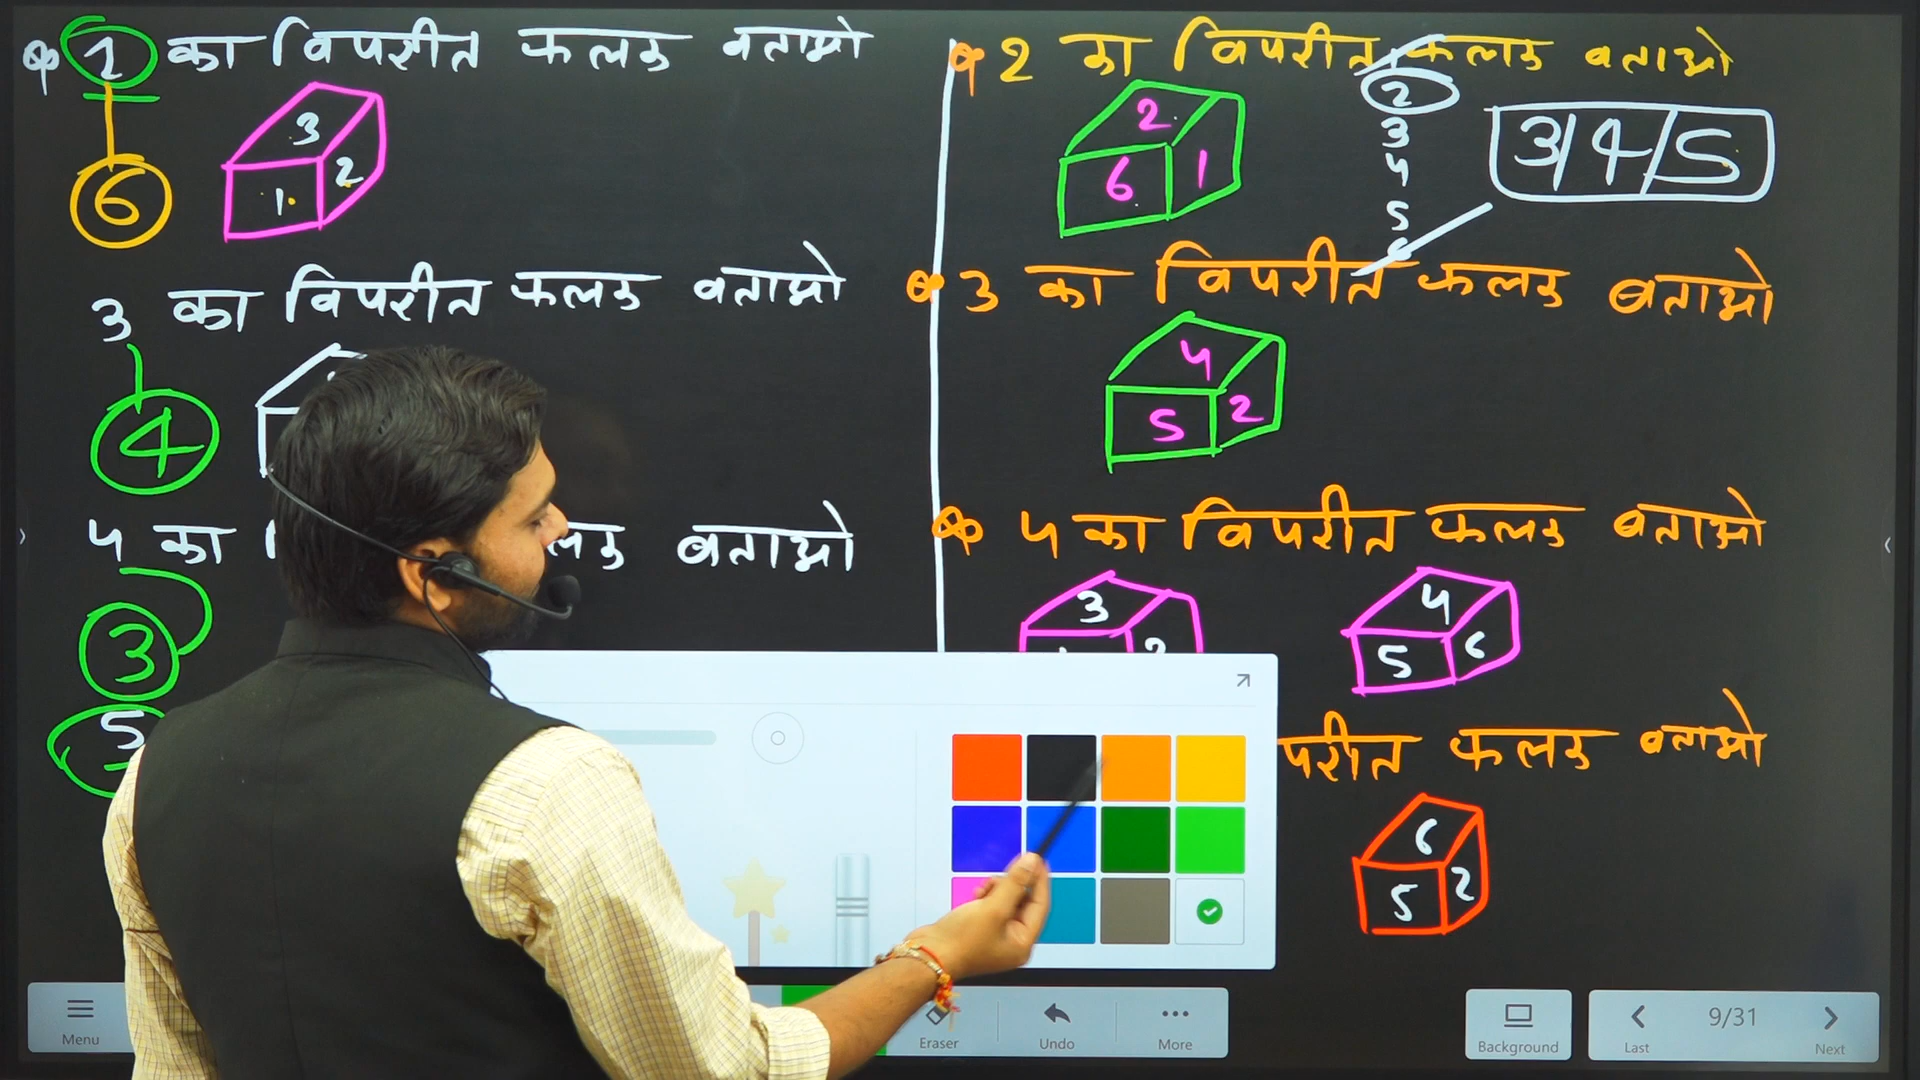 1 का विपरीत फलक बताओ
6
3
1
2
3 का विपरीत फलक बताओ
4
4 का
बताओ
3
5
2 का विपरीत फलक बताओ
2
3
4
5
3/4/5
2
6
1
3 का विपरीत फलक बताओ
4
5
2
4 का विपरीत फलक बताओ
3
4
5
6
परीत फलक बताओ
6
5
2
Menu
Eraser
Undo
More
Background
Last
9/31
Next